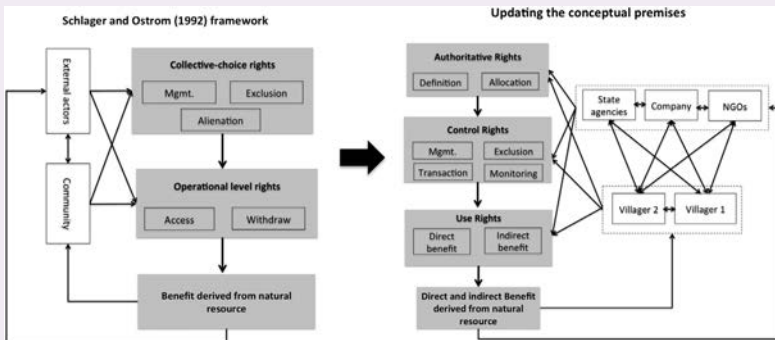 Schlager and Ostrom (1992) framework
External actors
Community
Collective-choice rights
Mgmt.
Exclusion
Alienation
Operational level rights
Access
Withdraw
Benefit derived from natural
resource
Updating the conceptual premises
Authoritative Rights
Definition
Allocation
Control Rights
Mgmt.
Exclusion
Transaction
Monitoring
Use Rights
Direct
benefit
Indirect
benefit
Direct and indirect Benefit
derived from natural
resource
State
agencies
Company
NGOs
Villager 2
Villager 1